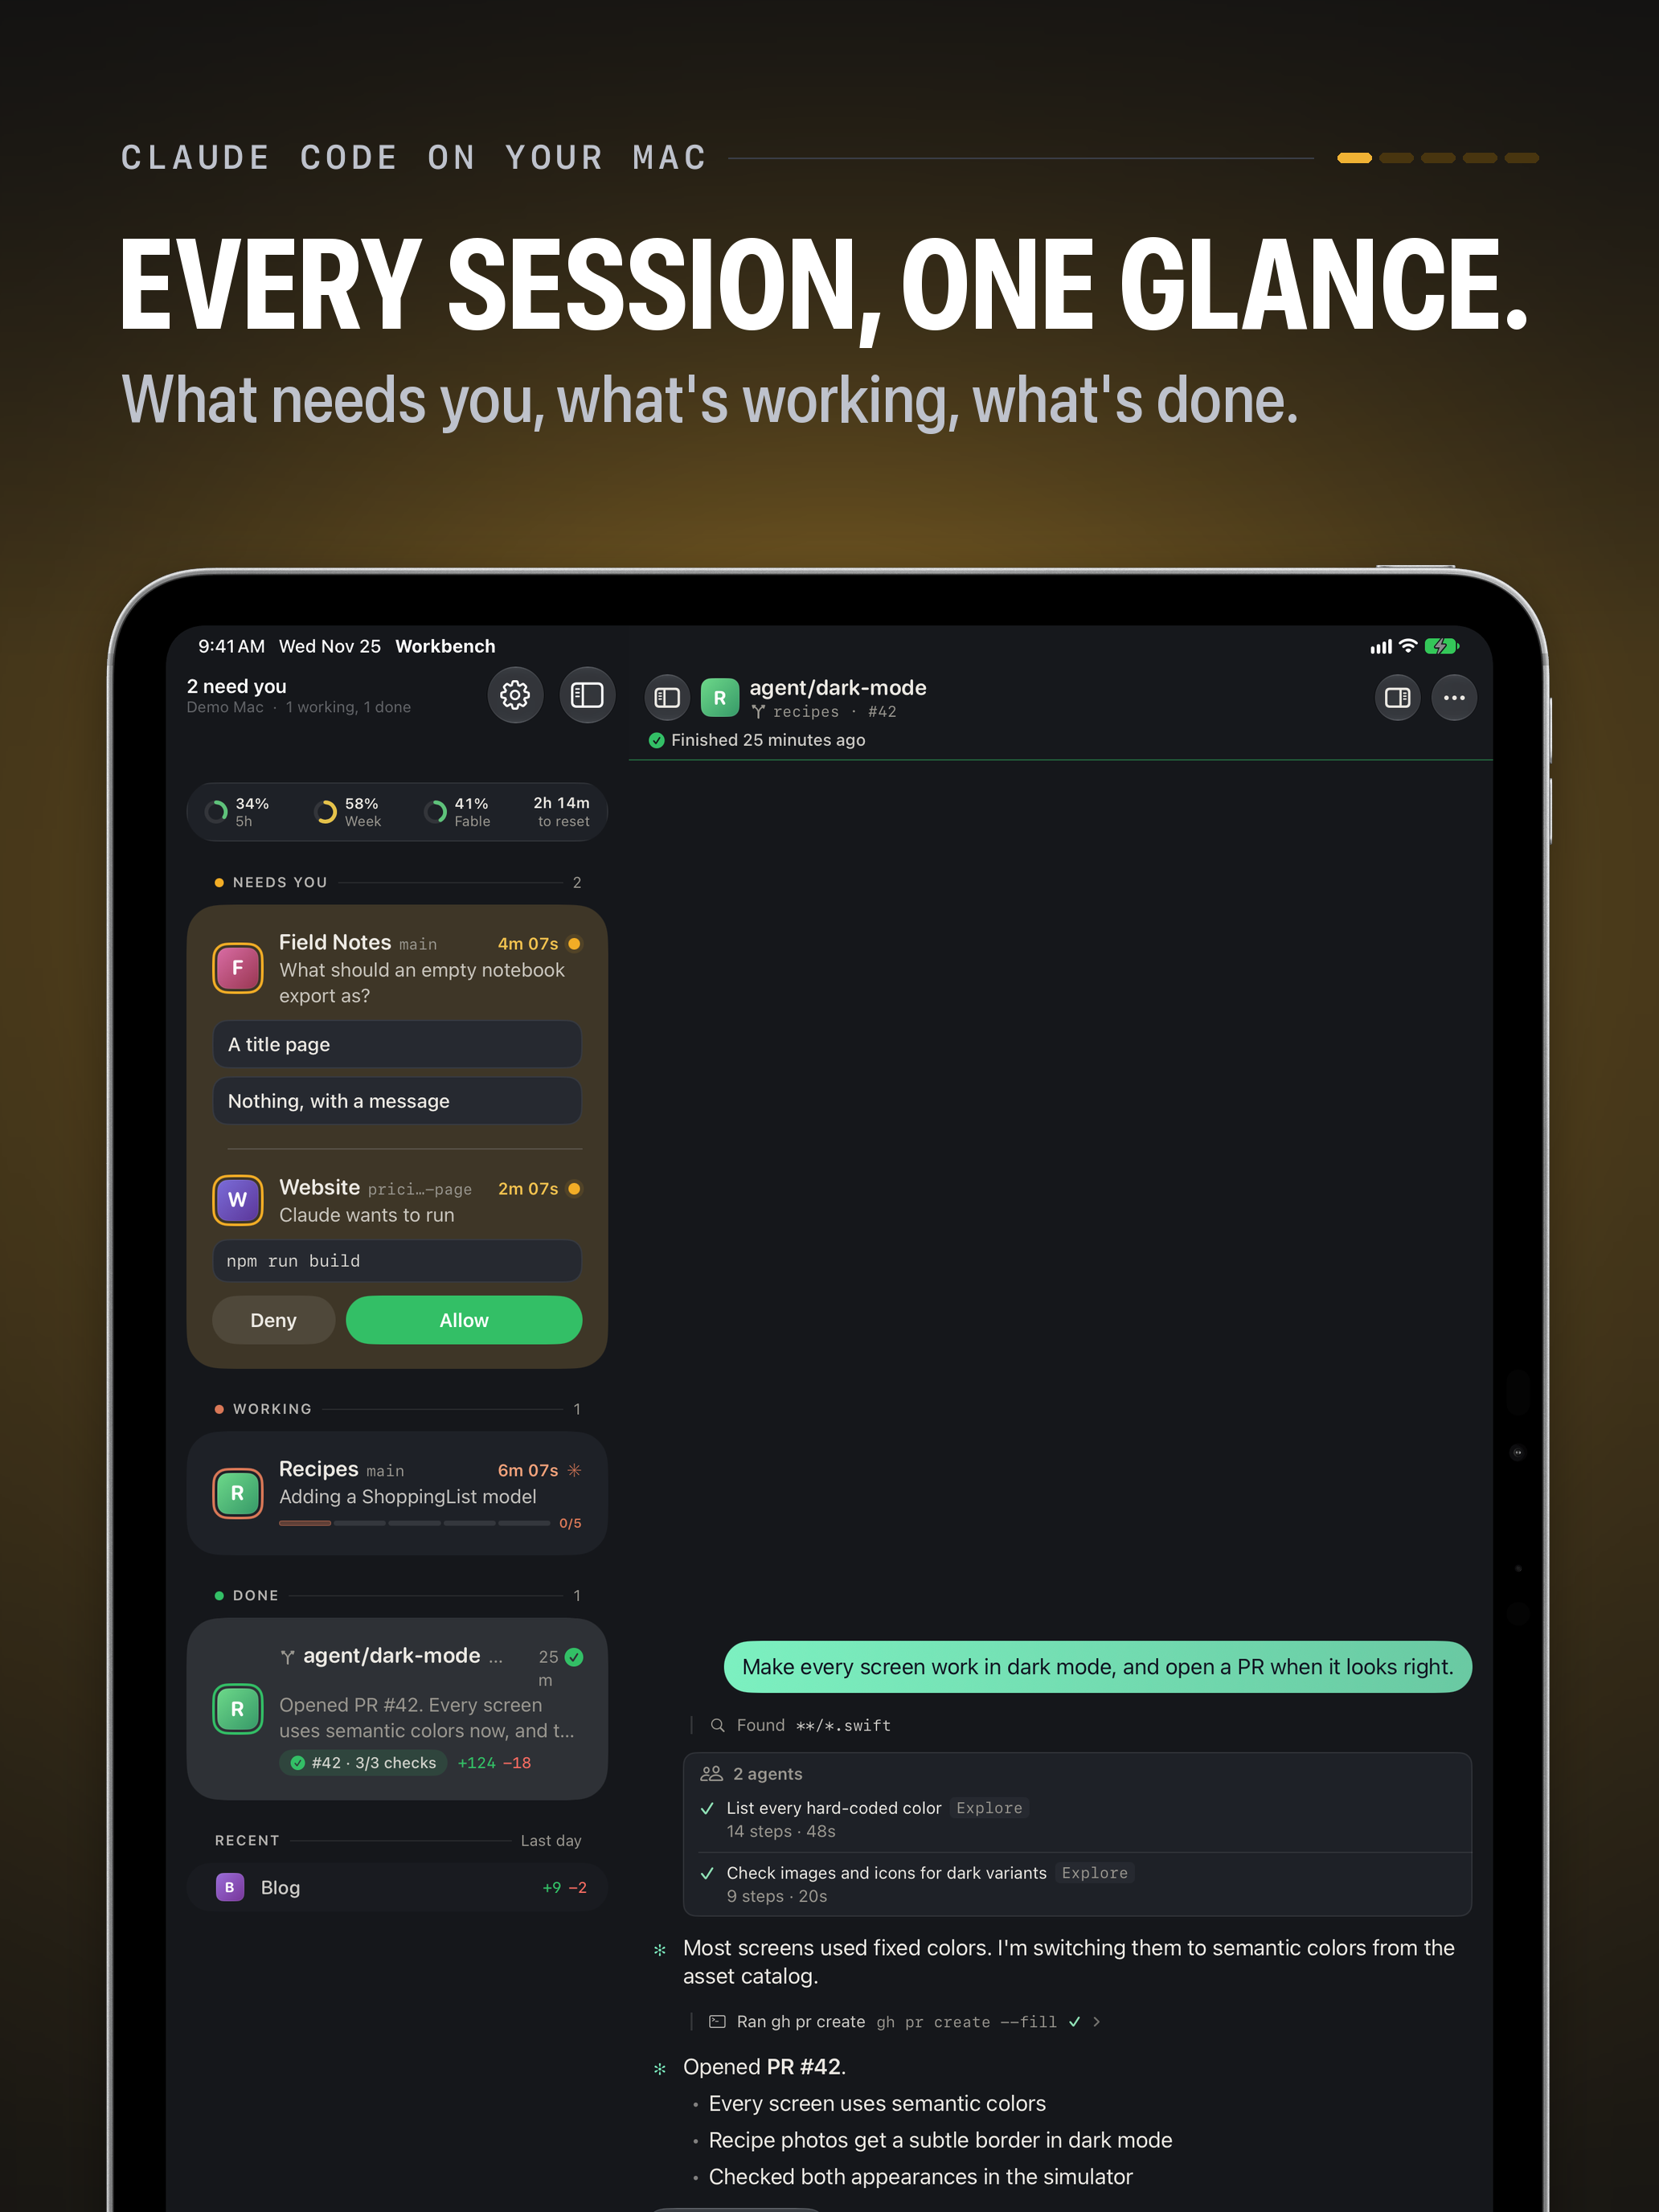 CLAUDE CODE ON YOUR MAC
EVERY SESSION, ONE GLANCE.
What needs you, what's working, what's done.
9:41 AM Wed Nov 25 Workbench
2 need you
Demo Mac · 1 working, 1 done
34%
5h
58%
Week
41%
Fable
2h 14m
to reset
NEEDS YOU 2
F
Field Notes main 4m 07s
What should an empty notebook
export as?
A title page
Nothing, with a message
W
Website prici…-page 2m 07s
Claude wants to run
npm run build
Deny
Allow
WORKING 1
R
Recipes main 6m 07s
Adding a ShoppingList model
0/5
DONE 1
R
agent/dark-mode … 25
m
Opened PR #42. Every screen
uses semantic colors now, and t…
#42 · 3/3 checks +124 −18
RECENT Last day
B
Blog +9 −2
R
agent/dark-mode
recipes · #42
Finished 25 minutes ago
Make every screen work in dark mode, and open a PR when it looks right.
Found **/*.swift
2 agents
List every hard-coded color Explore
14 steps · 48s
Check images and icons for dark variants Explore
9 steps · 20s
Most screens used fixed colors. I'm switching them to semantic colors from the
asset catalog.
Ran gh pr create gh pr create --fill
Opened PR #42.
• Every screen uses semantic colors
• Recipe photos get a subtle border in dark mode
• Checked both appearances in the simulator